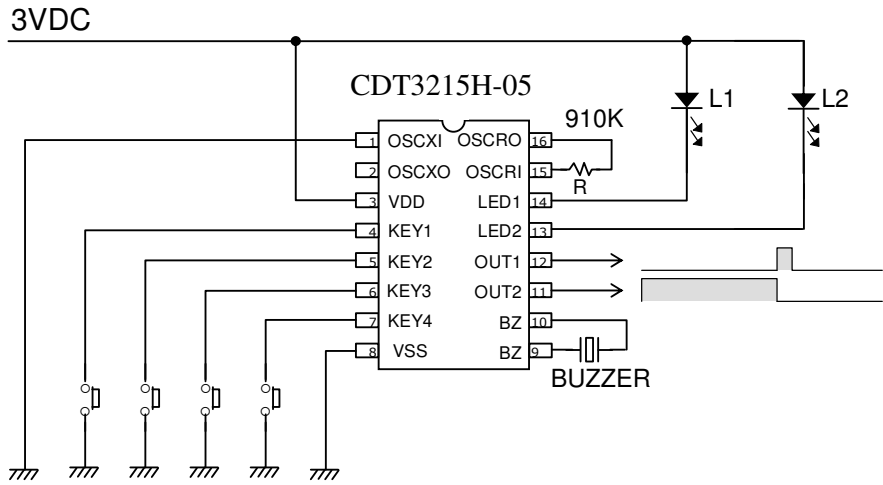 3VDC
CDT3215H-05
910K
L1
L2
1 OSCXI OSCRO 16
2 OSCXO OSCRI 15
R
3 VDD LED1 14
4 KEY1 LED2 13
5 KEY2 OUT1 12
6 KEY3 OUT2 11
7 KEY4 BZ 10
8 VSS BZ 9
BUZZER